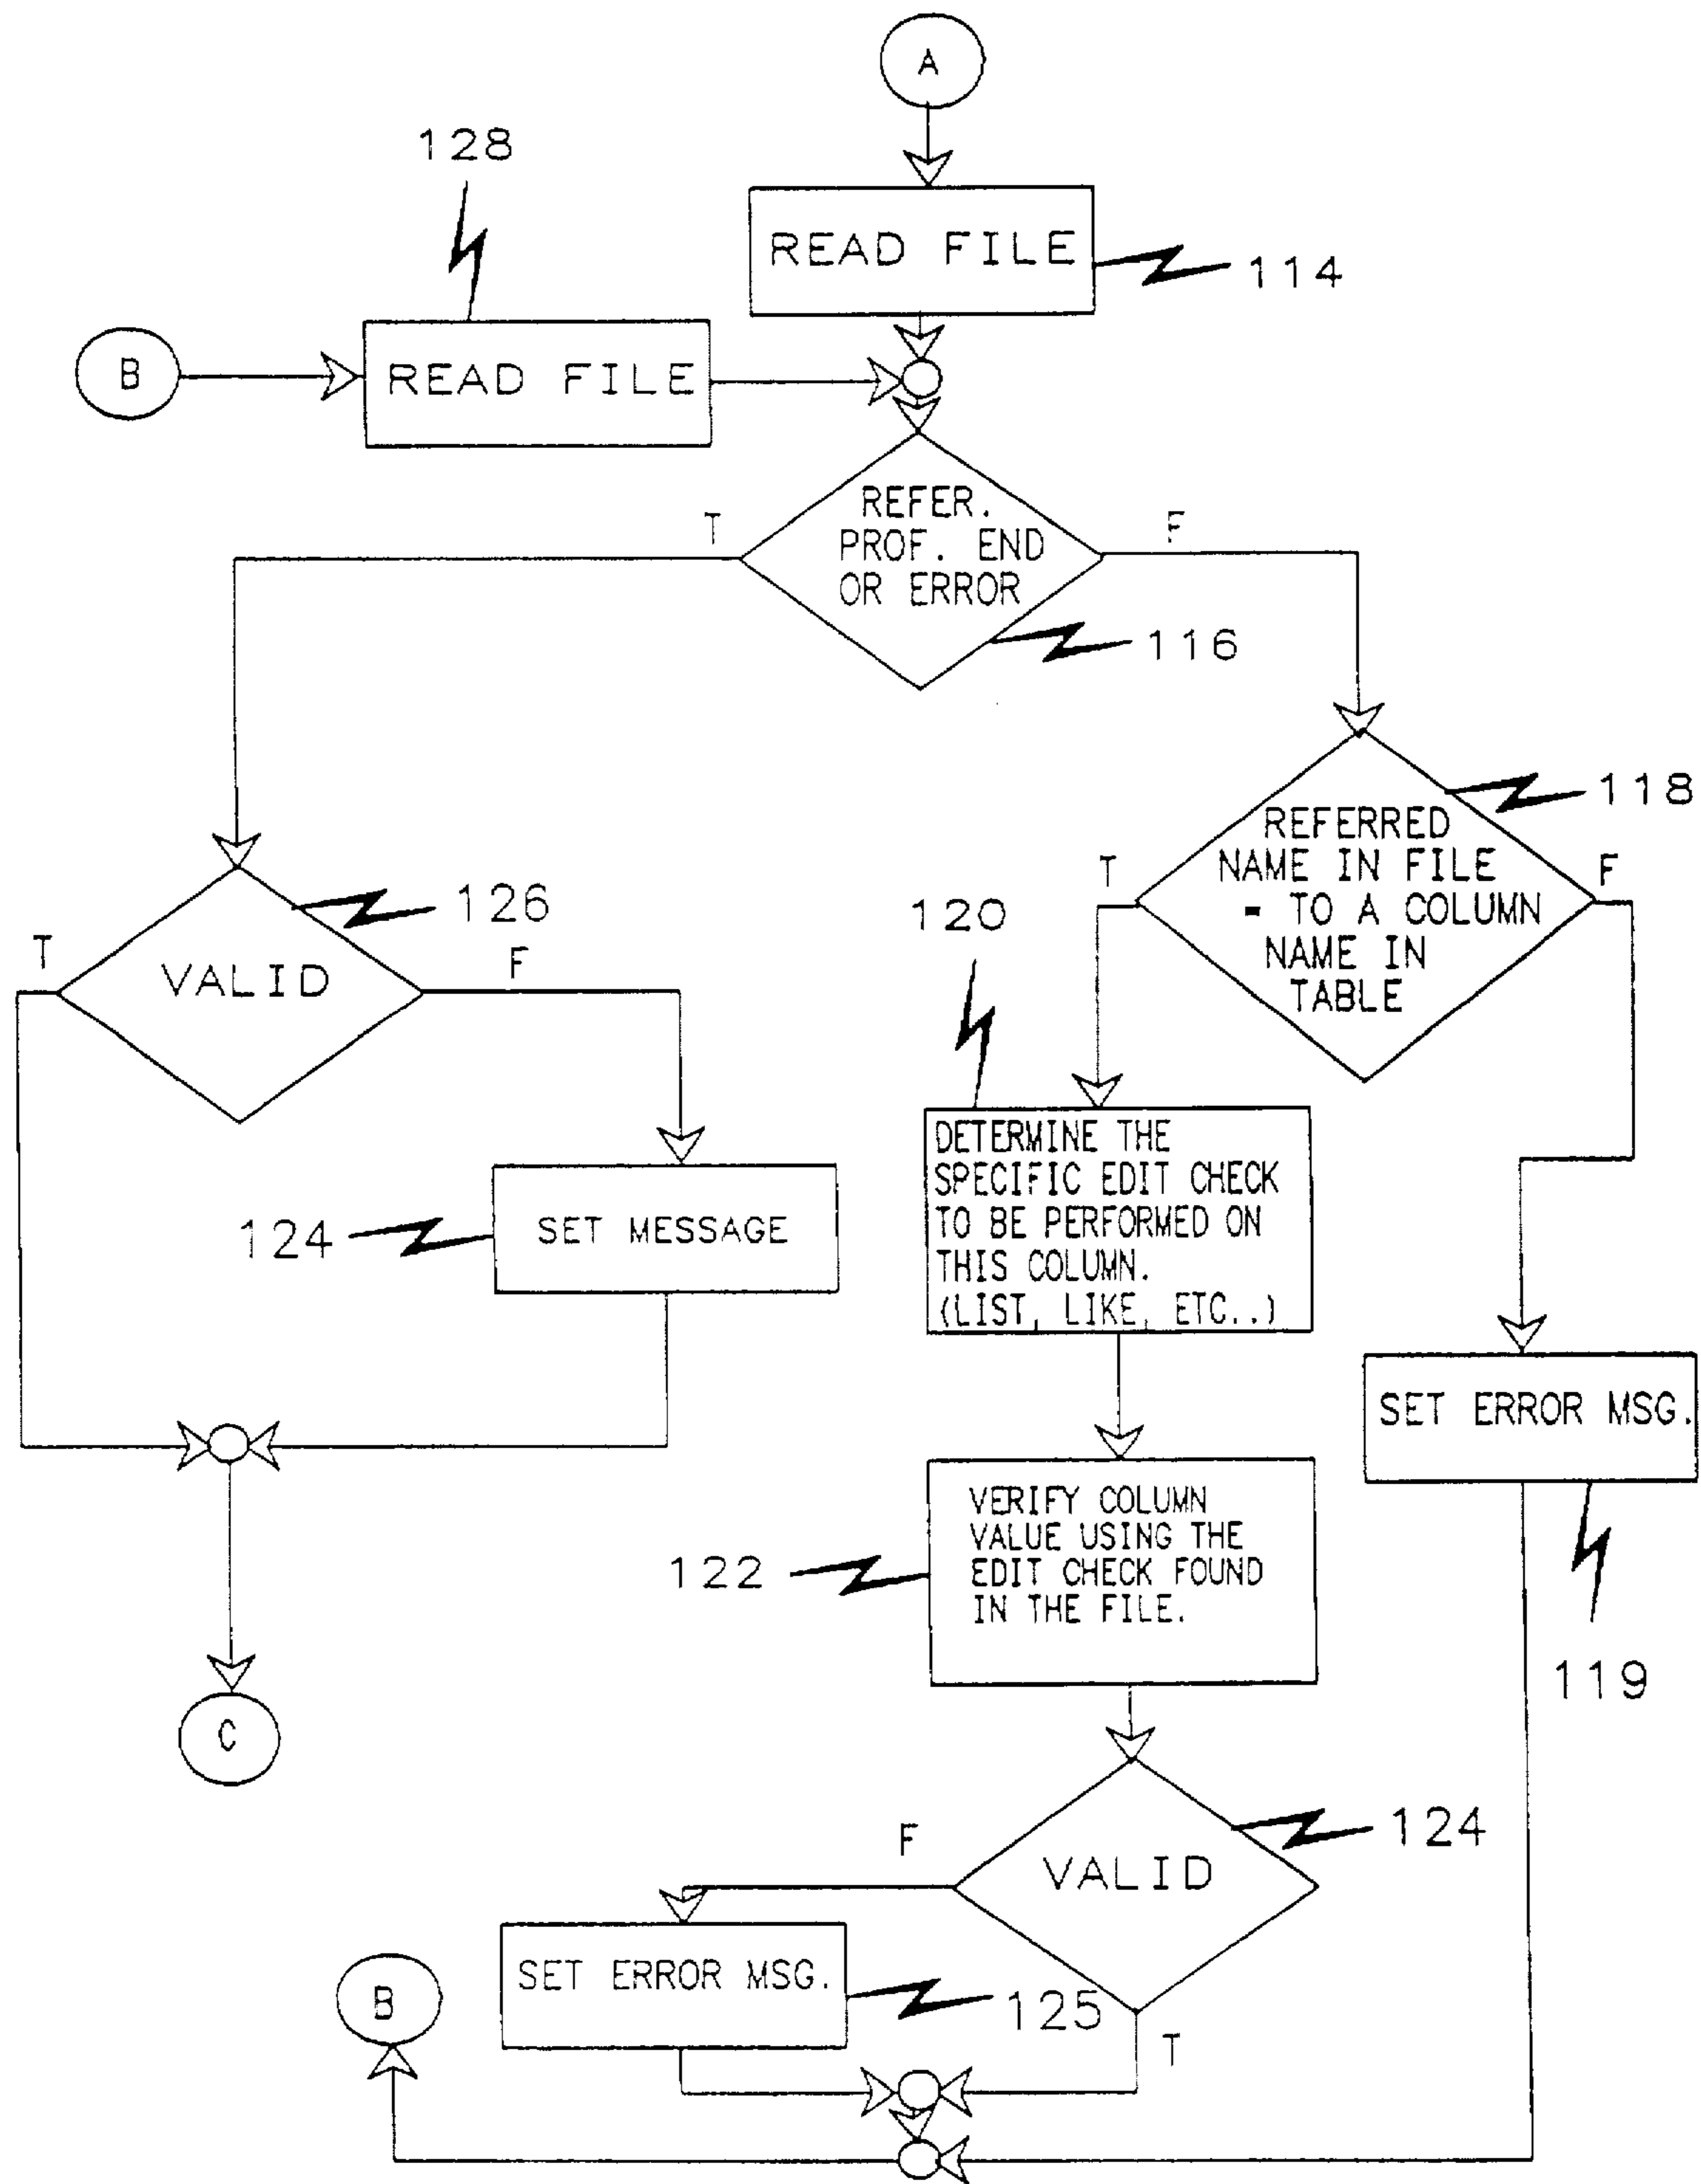 A
128
READ FILE
114
B
READ FILE
REFER.
PROF. END
OR ERROR
T
F
116
118
REFERRED
NAME IN FILE
= TO A COLUMN
NAME IN
TABLE
T
F
126
VALID
T
F
120
DETERMINE THE
SPECIFIC EDIT CHECK
TO BE PERFORMED ON
THIS COLUMN.
(LIST, LIKE, ETC..)
124
SET MESSAGE
SET ERROR MSG.
VERIFY COLUMN
VALUE USING THE
EDIT CHECK FOUND
IN THE FILE.
122
119
C
124
F
VALID
SET ERROR MSG.
B
125
T